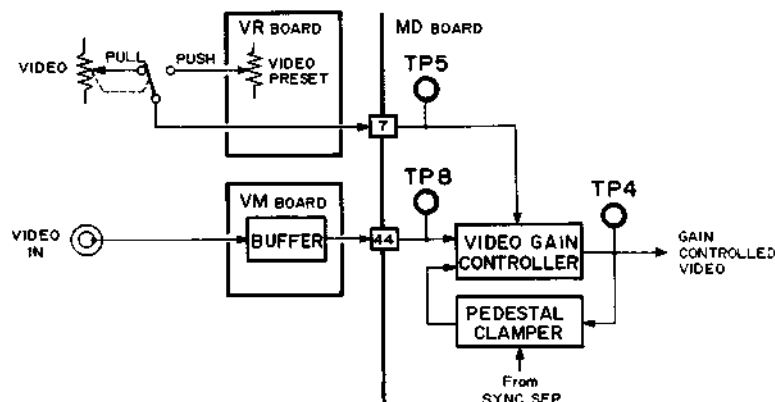 VR BOARD
MD BOARD
VIDEO
PULL
PUSH
VIDEO
PRESET
TP5
7
VM BOARD
TP8
TP4
VIDEO
IN
BUFFER
44
VIDEO GAIN
CONTROLLER
GAIN
CONTROLLED
VIDEO
PEDESTAL
CLAMPER
From
SYNC SEP